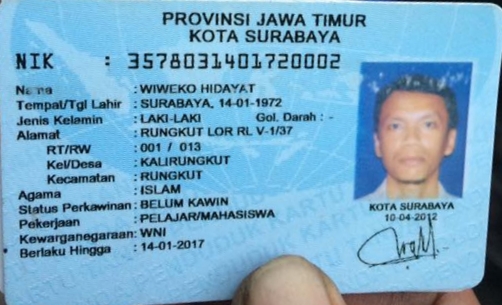 PROVINSI JAWA TIMUR
KOTA SURABAYA
NIK : 3578031401720002
Nama : WIWEKO HIDAYAT
Tempat/Tgl Lahir : SURABAYA, 14-01-1972
Jenis Kelamin : LAKI-LAKI Gol. Darah : -
Alamat : RUNGKUT LOR RL V-1/37
RT/RW : 001 / 013
Kel/Desa : KALIRUNGKUT
Kecamatan : RUNGKUT
Agama : ISLAM
Status Perkawinan : BELUM KAWIN
Pekerjaan : PELAJAR/MAHASISWA
Kewarganegaraan : WNI
Berlaku Hingga : 14-01-2017
KOTA SURABAYA
10-04-2012